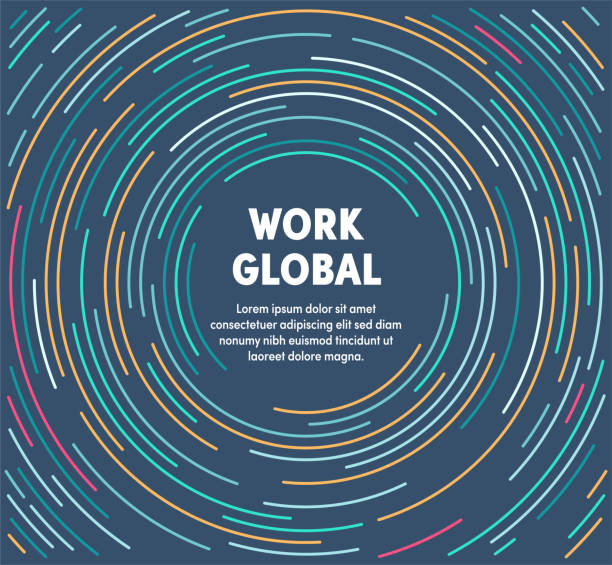 WORK
GLOBAL
Lorem ipsum dolor sit amet,
consectetuer adipiscing elit, sed diam
nonumy nibh euismod tincidunt ut
laoreet dolore magna.